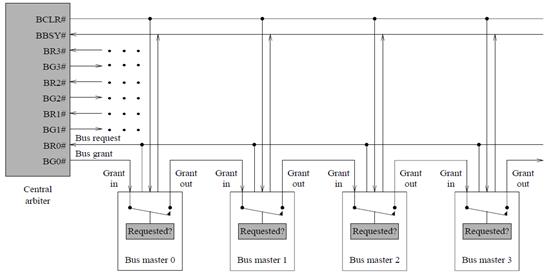 BCLR#
BBSY#
BR3#
BG3#
BR2#
BG2#
BR1#
BG1#
Bus request
BR0#
Bus grant
BG0#
Central
arbiter
Grant
in
Grant
out
Grant
in
Grant
out
Grant
in
Grant
out
Grant
in
Grant
out
Requested?
Requested?
Requested?
Requested?
Bus master 0
Bus master 1
Bus master 2
Bus master 3